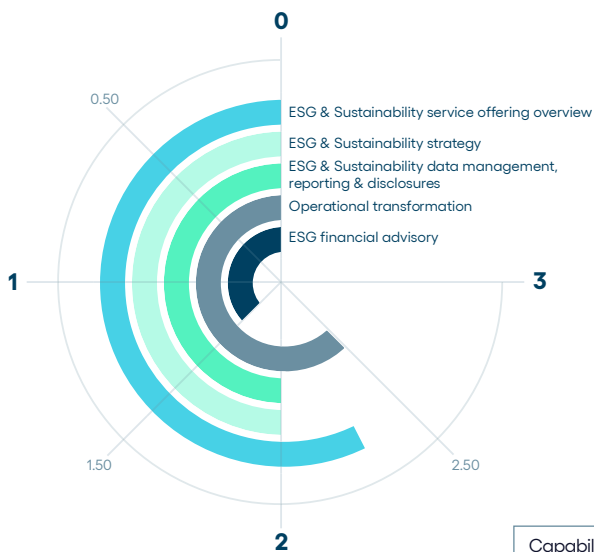 0
0.50
ESG & Sustainability service offering overview
ESG & Sustainability strategy
ESG & Sustainability data management,
reporting & disclosures
Operational transformation
ESG financial advisory
1
3
1.50
2.50
2